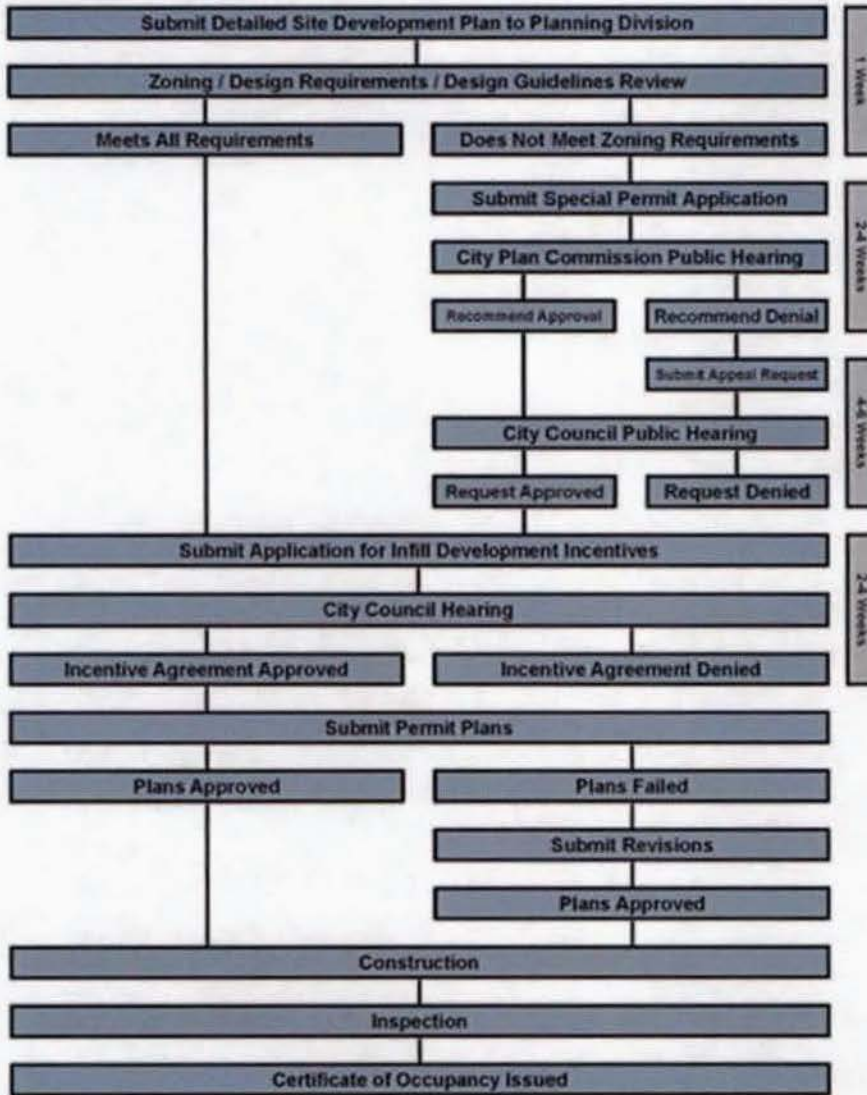 Submit Detailed Site Development Plan to Planning Division
Zoning / Design Requirements / Design Guidelines Review
Meets All Requirements
Does Not Meet Zoning Requirements
1 Week
Submit Special Permit Application
City Plan Commission Public Hearing
Recommend Approval
Recommend Denial
2-4 Weeks
Submit Appeal Request
City Council Public Hearing
Request Approved
Request Denied
Weeks
Submit Application for Infill Development Incentives
City Council Hearing
Incentive Agreement Approved
Incentive Agreement Denied
2-4 Weeks
Submit Permit Plans
Plans Approved
Plans Failed
Submit Revisions
Plans Approved
Construction
Inspection
Certificate of Occupancy Issued